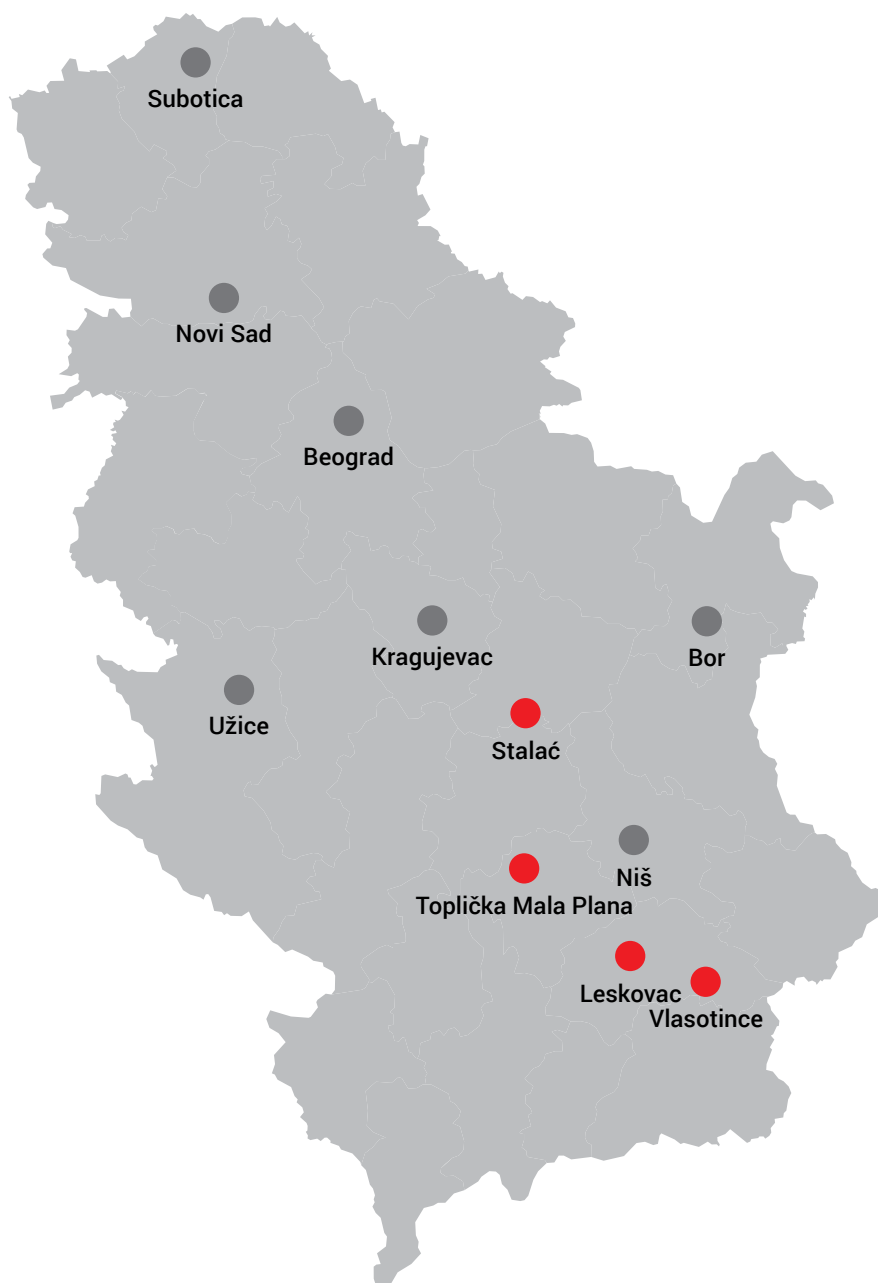 Subotica
Novi Sad
Beograd
Kragujevac
Bor
Užice
Stalać
Niš
Toplička Mala Plana
Leskovac
Vlasotince